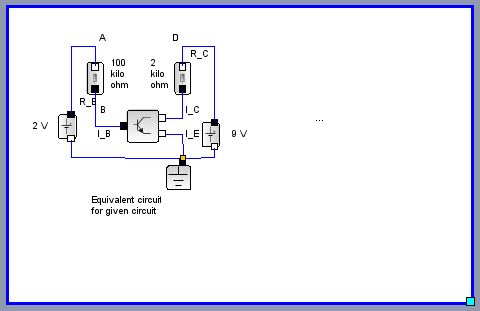 A
D
R_C
100
kilo
ohm
2
kilo
ohm
R_B
B
I_C
2 V
I_B
I_E
9 V
...
Equivalent circuit
for given circuit